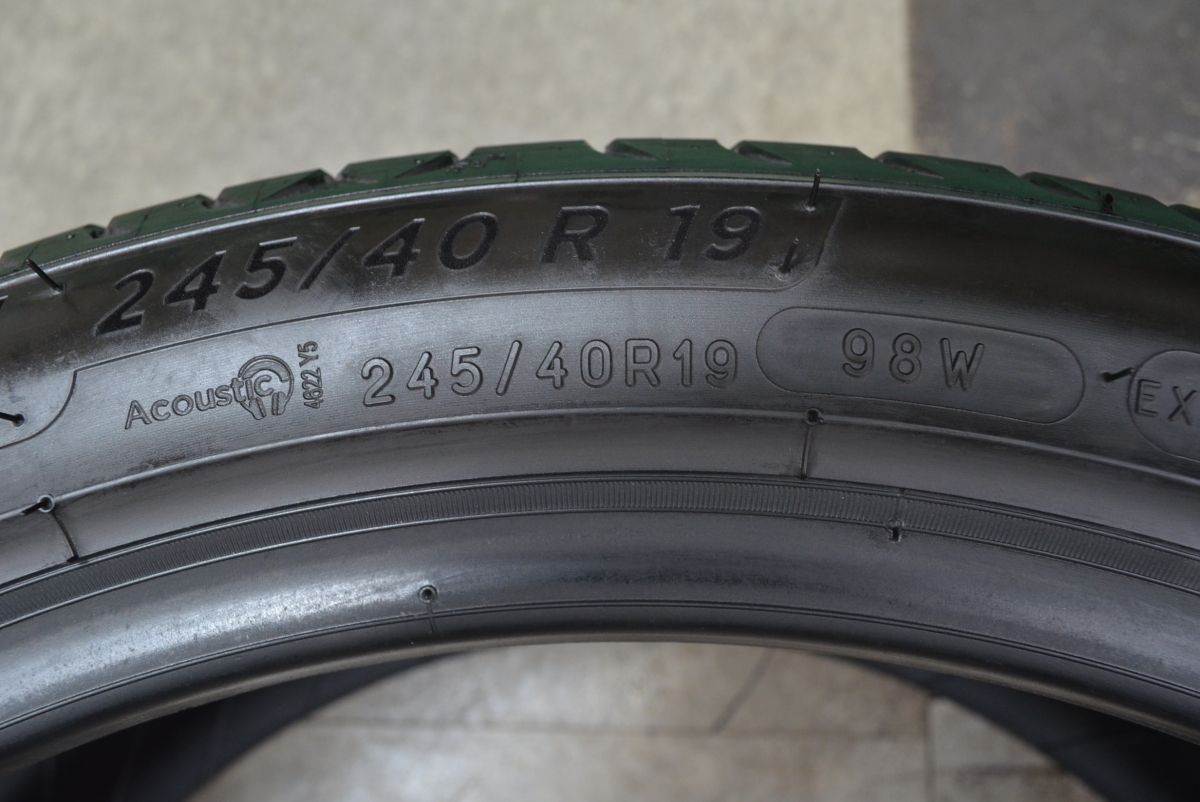 245/40 R 19
Acoustic
4622 Y5
245/40R19
98W
EX